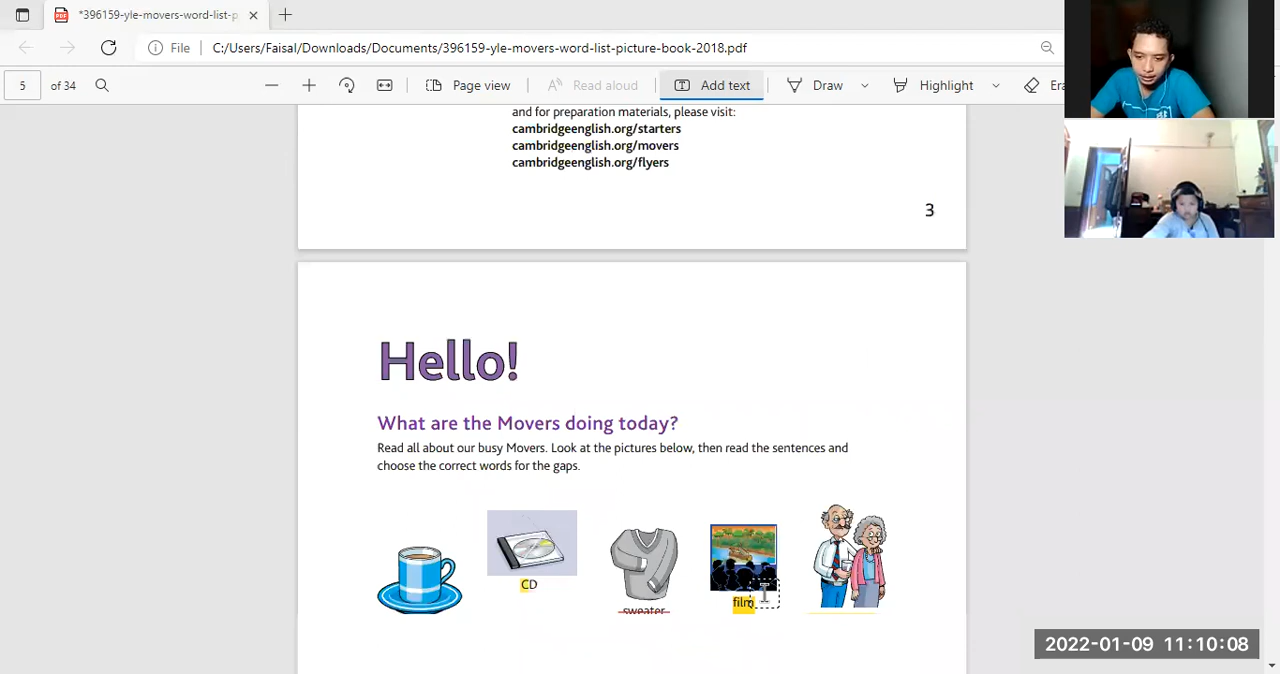 *396159-yle-movers-word-list-p
File
C:/Users/Faisal/Downloads/Documents/396159-yle-movers-word-list-picture-book-2018.pdf
5
of 34
Page view
Read aloud
Add text
Draw
Highlight
Era
and for preparation materials, please visit:
cambridgeenglish.org/starters
cambridgeenglish.org/movers
cambridgeenglish.org/flyers
3
Hello!
What are the Movers doing today?
Read all about our busy Movers. Look at the pictures below, then read the sentences and
choose the correct words for the gaps.
CD
sweater
film
2022-01-09 11:10:08